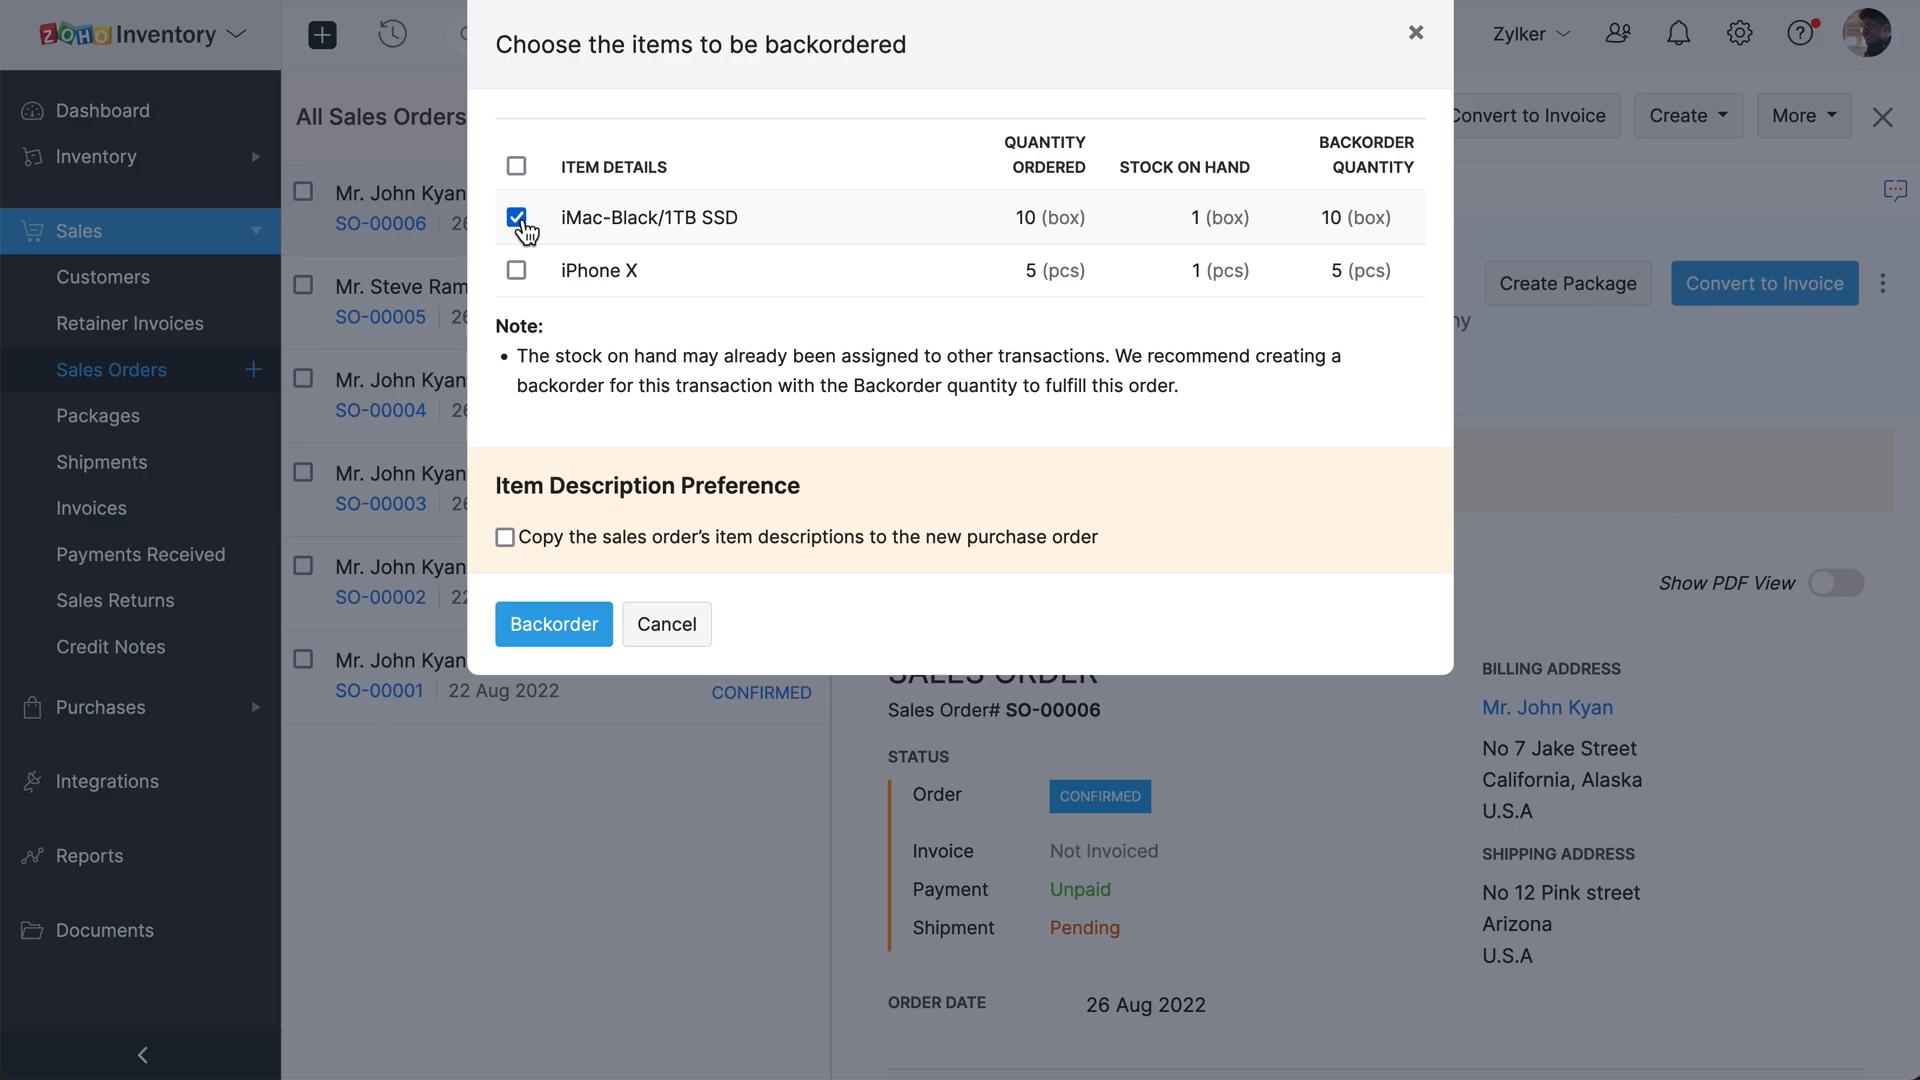 ZOHO Inventory
Dashboard
Inventory
Sales
Customers
Retainer Invoices
Sales Orders
Packages
Shipments
Invoices
Payments Received
Sales Returns
Credit Notes
Purchases
Integrations
Reports
Documents
All Sales Orders
Mr. John Kyan
SO-00006
Mr. Steve Ram
SO-00005
Mr. John Kyan
SO-00004
Mr. John Kyan
SO-00003
Mr. John Kyan
SO-00002
Mr. John Kyan
SO-00001 22 Aug 2022 CONFIRMED
Choose the items to be backordered
ITEM DETAILS QUANTITY ORDERED STOCK ON HAND BACKORDER QUANTITY
iMac-Black/1TB SSD 10 (box) 1 (box) 10 (box)
iPhone X 5 (pcs) 1 (pcs) 5 (pcs)
Note:
• The stock on hand may already been assigned to other transactions. We recommend creating a
backorder for this transaction with the Backorder quantity to fulfill this order.
Item Description Preference
Copy the sales order’s item descriptions to the new purchase order
Backorder Cancel
Zylker
Convert to Invoice Create More
Create Package Convert to Invoice
Show PDF View
SALES ORDER
Sales Order# SO-00006
STATUS
Order CONFIRMED
Invoice Not Invoiced
Payment Unpaid
Shipment Pending
ORDER DATE 26 Aug 2022
BILLING ADDRESS
Mr. John Kyan
No 7 Jake Street
California, Alaska
U.S.A
SHIPPING ADDRESS
No 12 Pink street
Arizona
U.S.A